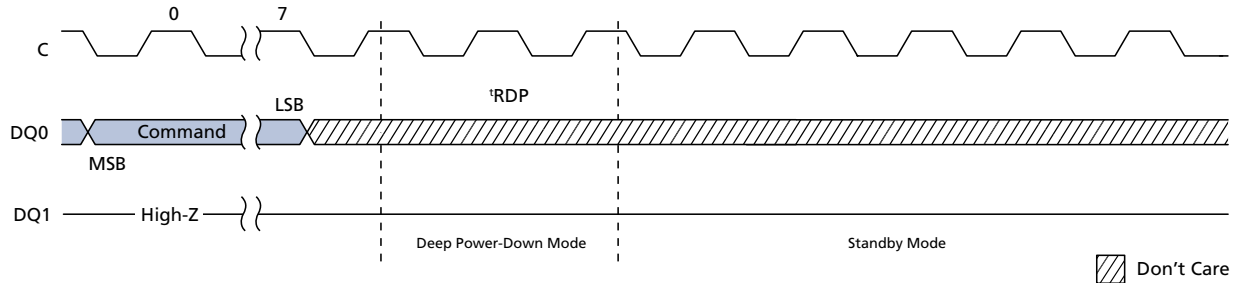 0 7
C
tRDP
LSB
DQ0 Command
MSB
DQ1 High-Z
Deep Power-Down Mode Standby Mode
Don't Care